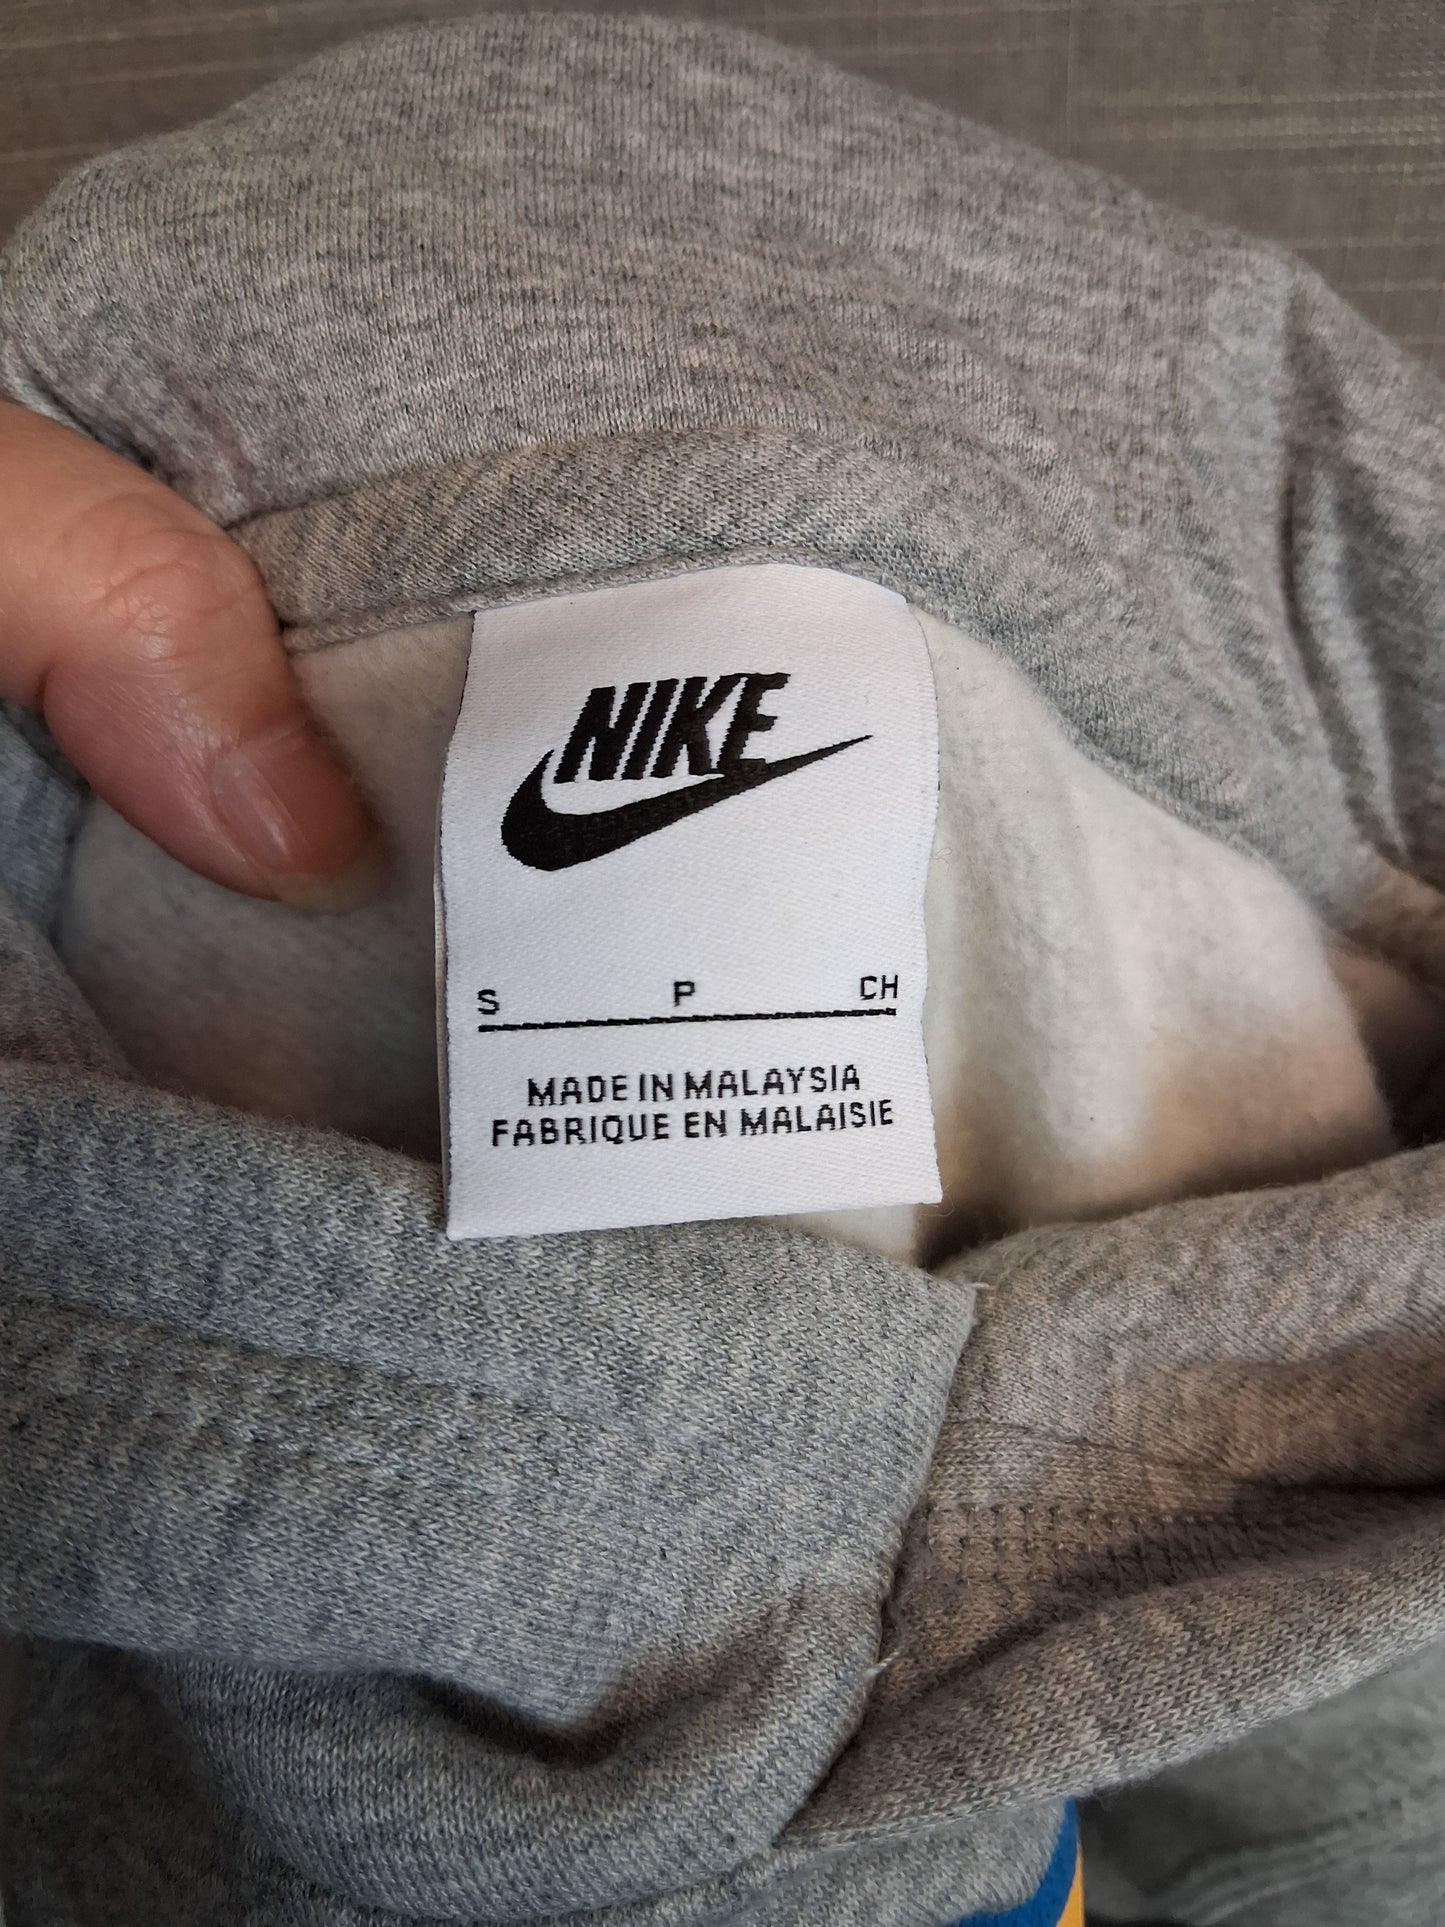 NIKE
S P CH
MADE IN MALAYSIA
FABRIQUE EN MALAISIE